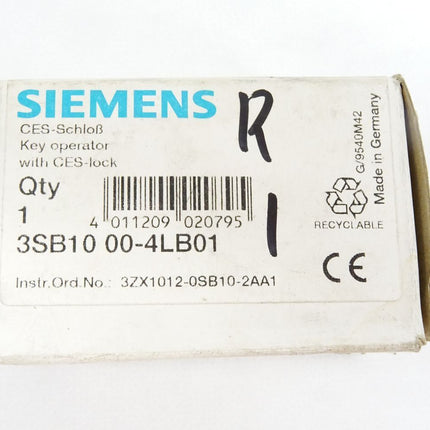 SIEMENS
CES-Schloß
Key operator
with CES-lock
Qty
1
4 011209 020795
3SB10 00-4LB01
Instr.Ord.No.: 3ZX1012-0SB10-2AA1
R
I
RECYCLABLE
G/9540M42
Made in Germany
CE